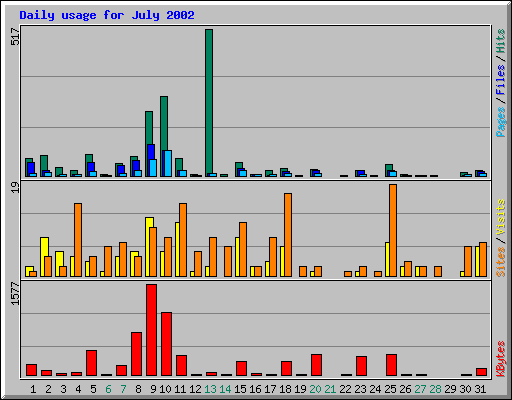 Daily usage for July 2002
517
Pages / Files / Hits
19
Sites / Visits
1577
KBytes
1 2 3 4 5 6 7 8 9 10 11 12 13 14 15 16 17 18 19 20 21 22 23 24 25 26 27 28 29 30 31